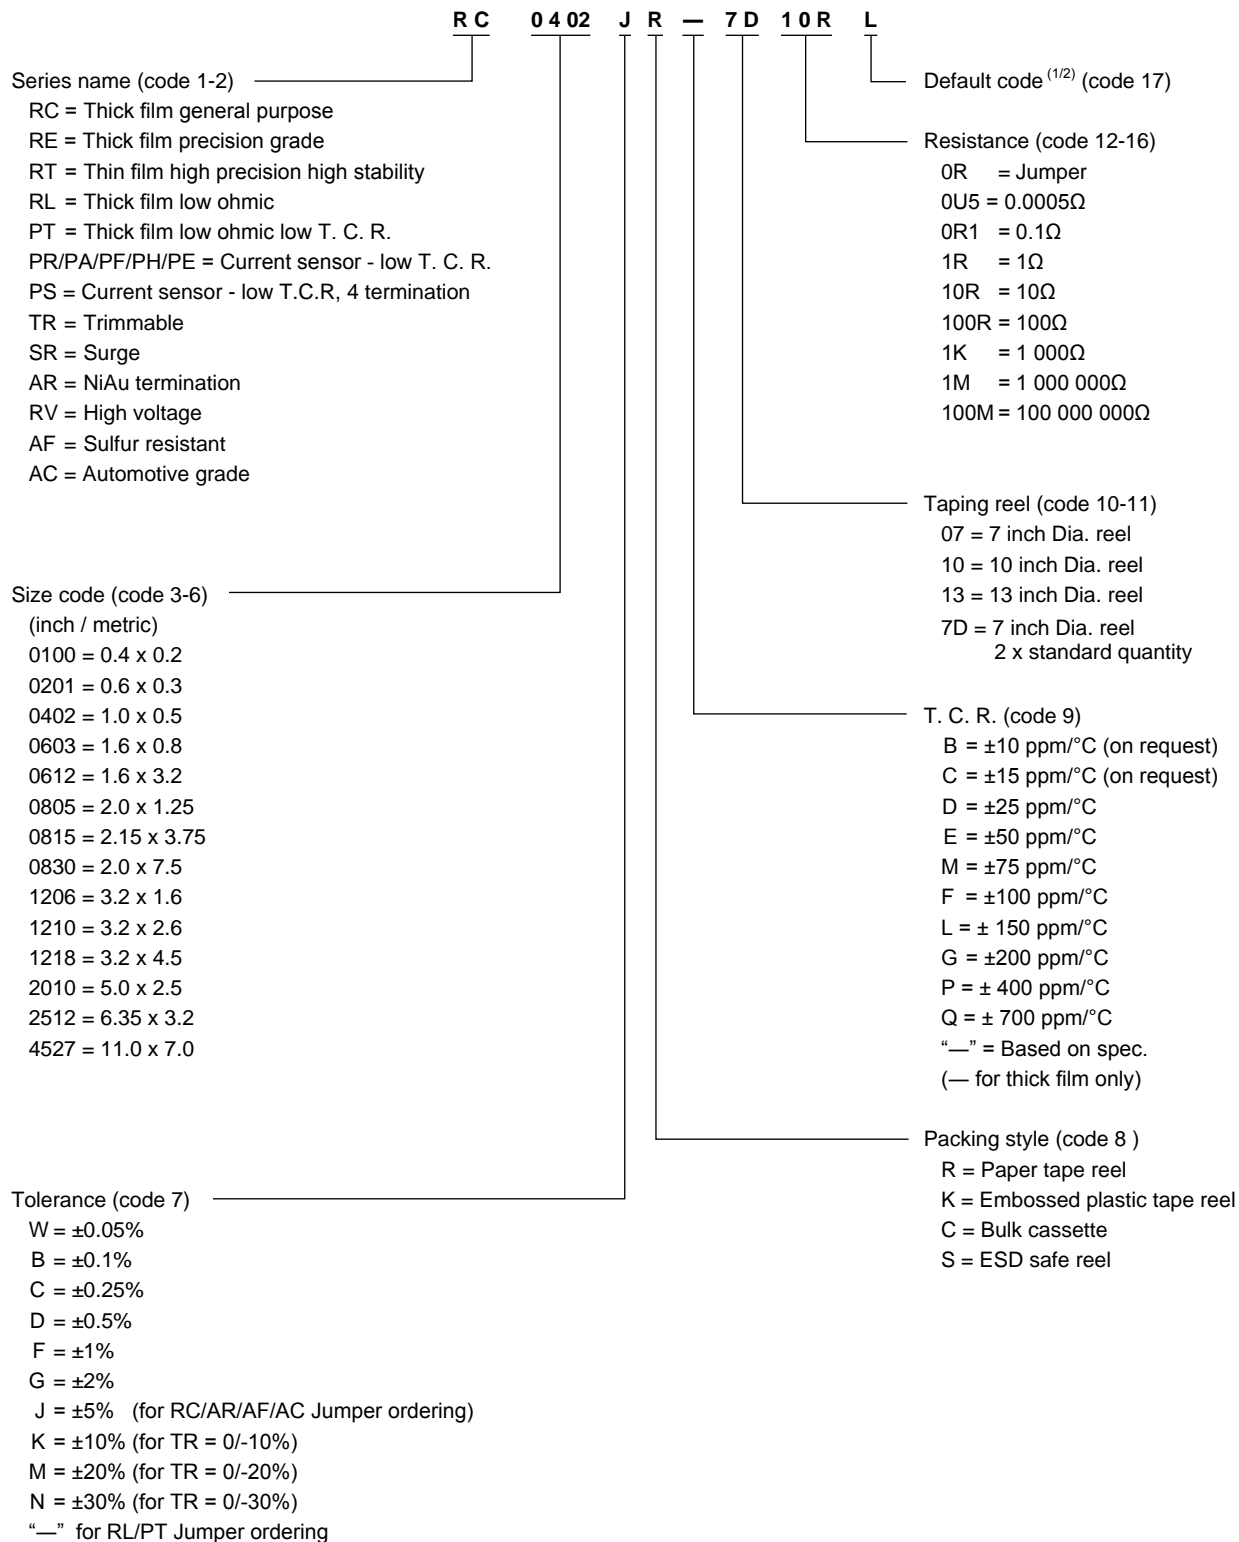 RC 0402 J R — 7D 10R L
Series name (code 1-2)
RC = Thick film general purpose
RE = Thick film precision grade
RT = Thin film high precision high stability
RL = Thick film low ohmic
PT = Thick film low ohmic low T. C. R.
PR/PA/PF/PH/PE = Current sensor - low T. C. R.
PS = Current sensor - low T.C.R, 4 termination
TR = Trimmable
SR = Surge
AR = NiAu termination
RV = High voltage
AF = Sulfur resistant
AC = Automotive grade
Size code (code 3-6)
(inch / metric)
0100 = 0.4 x 0.2
0201 = 0.6 x 0.3
0402 = 1.0 x 0.5
0603 = 1.6 x 0.8
0612 = 1.6 x 3.2
0805 = 2.0 x 1.25
0815 = 2.15 x 3.75
0830 = 2.0 x 7.5
1206 = 3.2 x 1.6
1210 = 3.2 x 2.6
1218 = 3.2 x 4.5
2010 = 5.0 x 2.5
2512 = 6.35 x 3.2
4527 = 11.0 x 7.0
Tolerance (code 7)
W = ±0.05%
B = ±0.1%
C = ±0.25%
D = ±0.5%
F = ±1%
G = ±2%
J = ±5% (for RC/AR/AF/AC Jumper ordering)
K = ±10% (for TR = 0/-10%)
M = ±20% (for TR = 0/-20%)
N = ±30% (for TR = 0/-30%)
“—” for RL/PT Jumper ordering
Default code (1/2) (code 17)
Resistance (code 12-16)
0R = Jumper
0U5 = 0.0005Ω
0R1 = 0.1Ω
1R = 1Ω
10R = 10Ω
100R = 100Ω
1K = 1 000Ω
1M = 1 000 000Ω
100M = 100 000 000Ω
Taping reel (code 10-11)
07 = 7 inch Dia. reel
10 = 10 inch Dia. reel
13 = 13 inch Dia. reel
7D = 7 inch Dia. reel
2 x standard quantity
T. C. R. (code 9)
B = ±10 ppm/°C (on request)
C = ±15 ppm/°C (on request)
D = ±25 ppm/°C
E = ±50 ppm/°C
M = ±75 ppm/°C
F = ±100 ppm/°C
L = ± 150 ppm/°C
G = ±200 ppm/°C
P = ± 400 ppm/°C
Q = ± 700 ppm/°C
“—” = Based on spec.
(— for thick film only)
Packing style (code 8 )
R = Paper tape reel
K = Embossed plastic tape reel
C = Bulk cassette
S = ESD safe reel